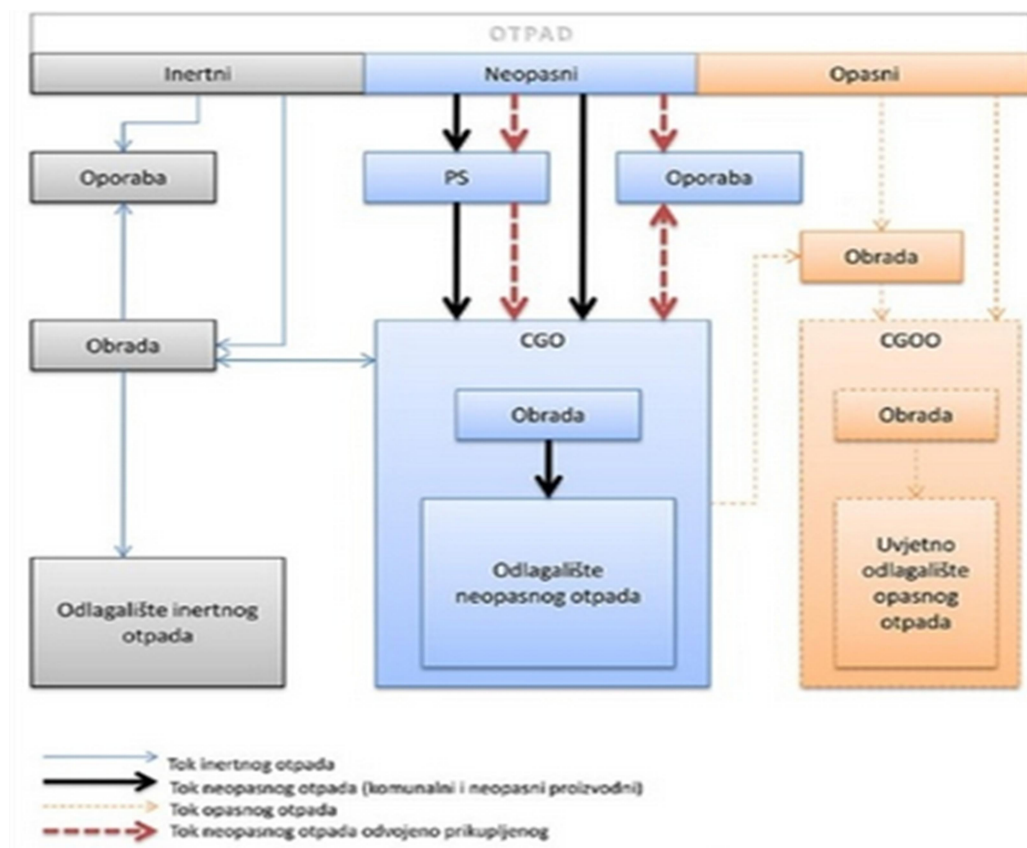 OTPAD
Inertni
Neopasni
Opasni
Oporaba
PS
Oporaba
Obrada
Obrada
CGO
CGOO
Obrada
Obrada
Odlagalište inertnog
otpada
Odlagalište
neopasnog otpada
Uvjetno
odlagalište
opasnog
otpada
Tok inertnog otpada
Tok neopasnog otpada (komunalni i neopasni proizvodni)
Tok opasnog otpada
Tok neopasnog otpada odvojeno prikupljenog